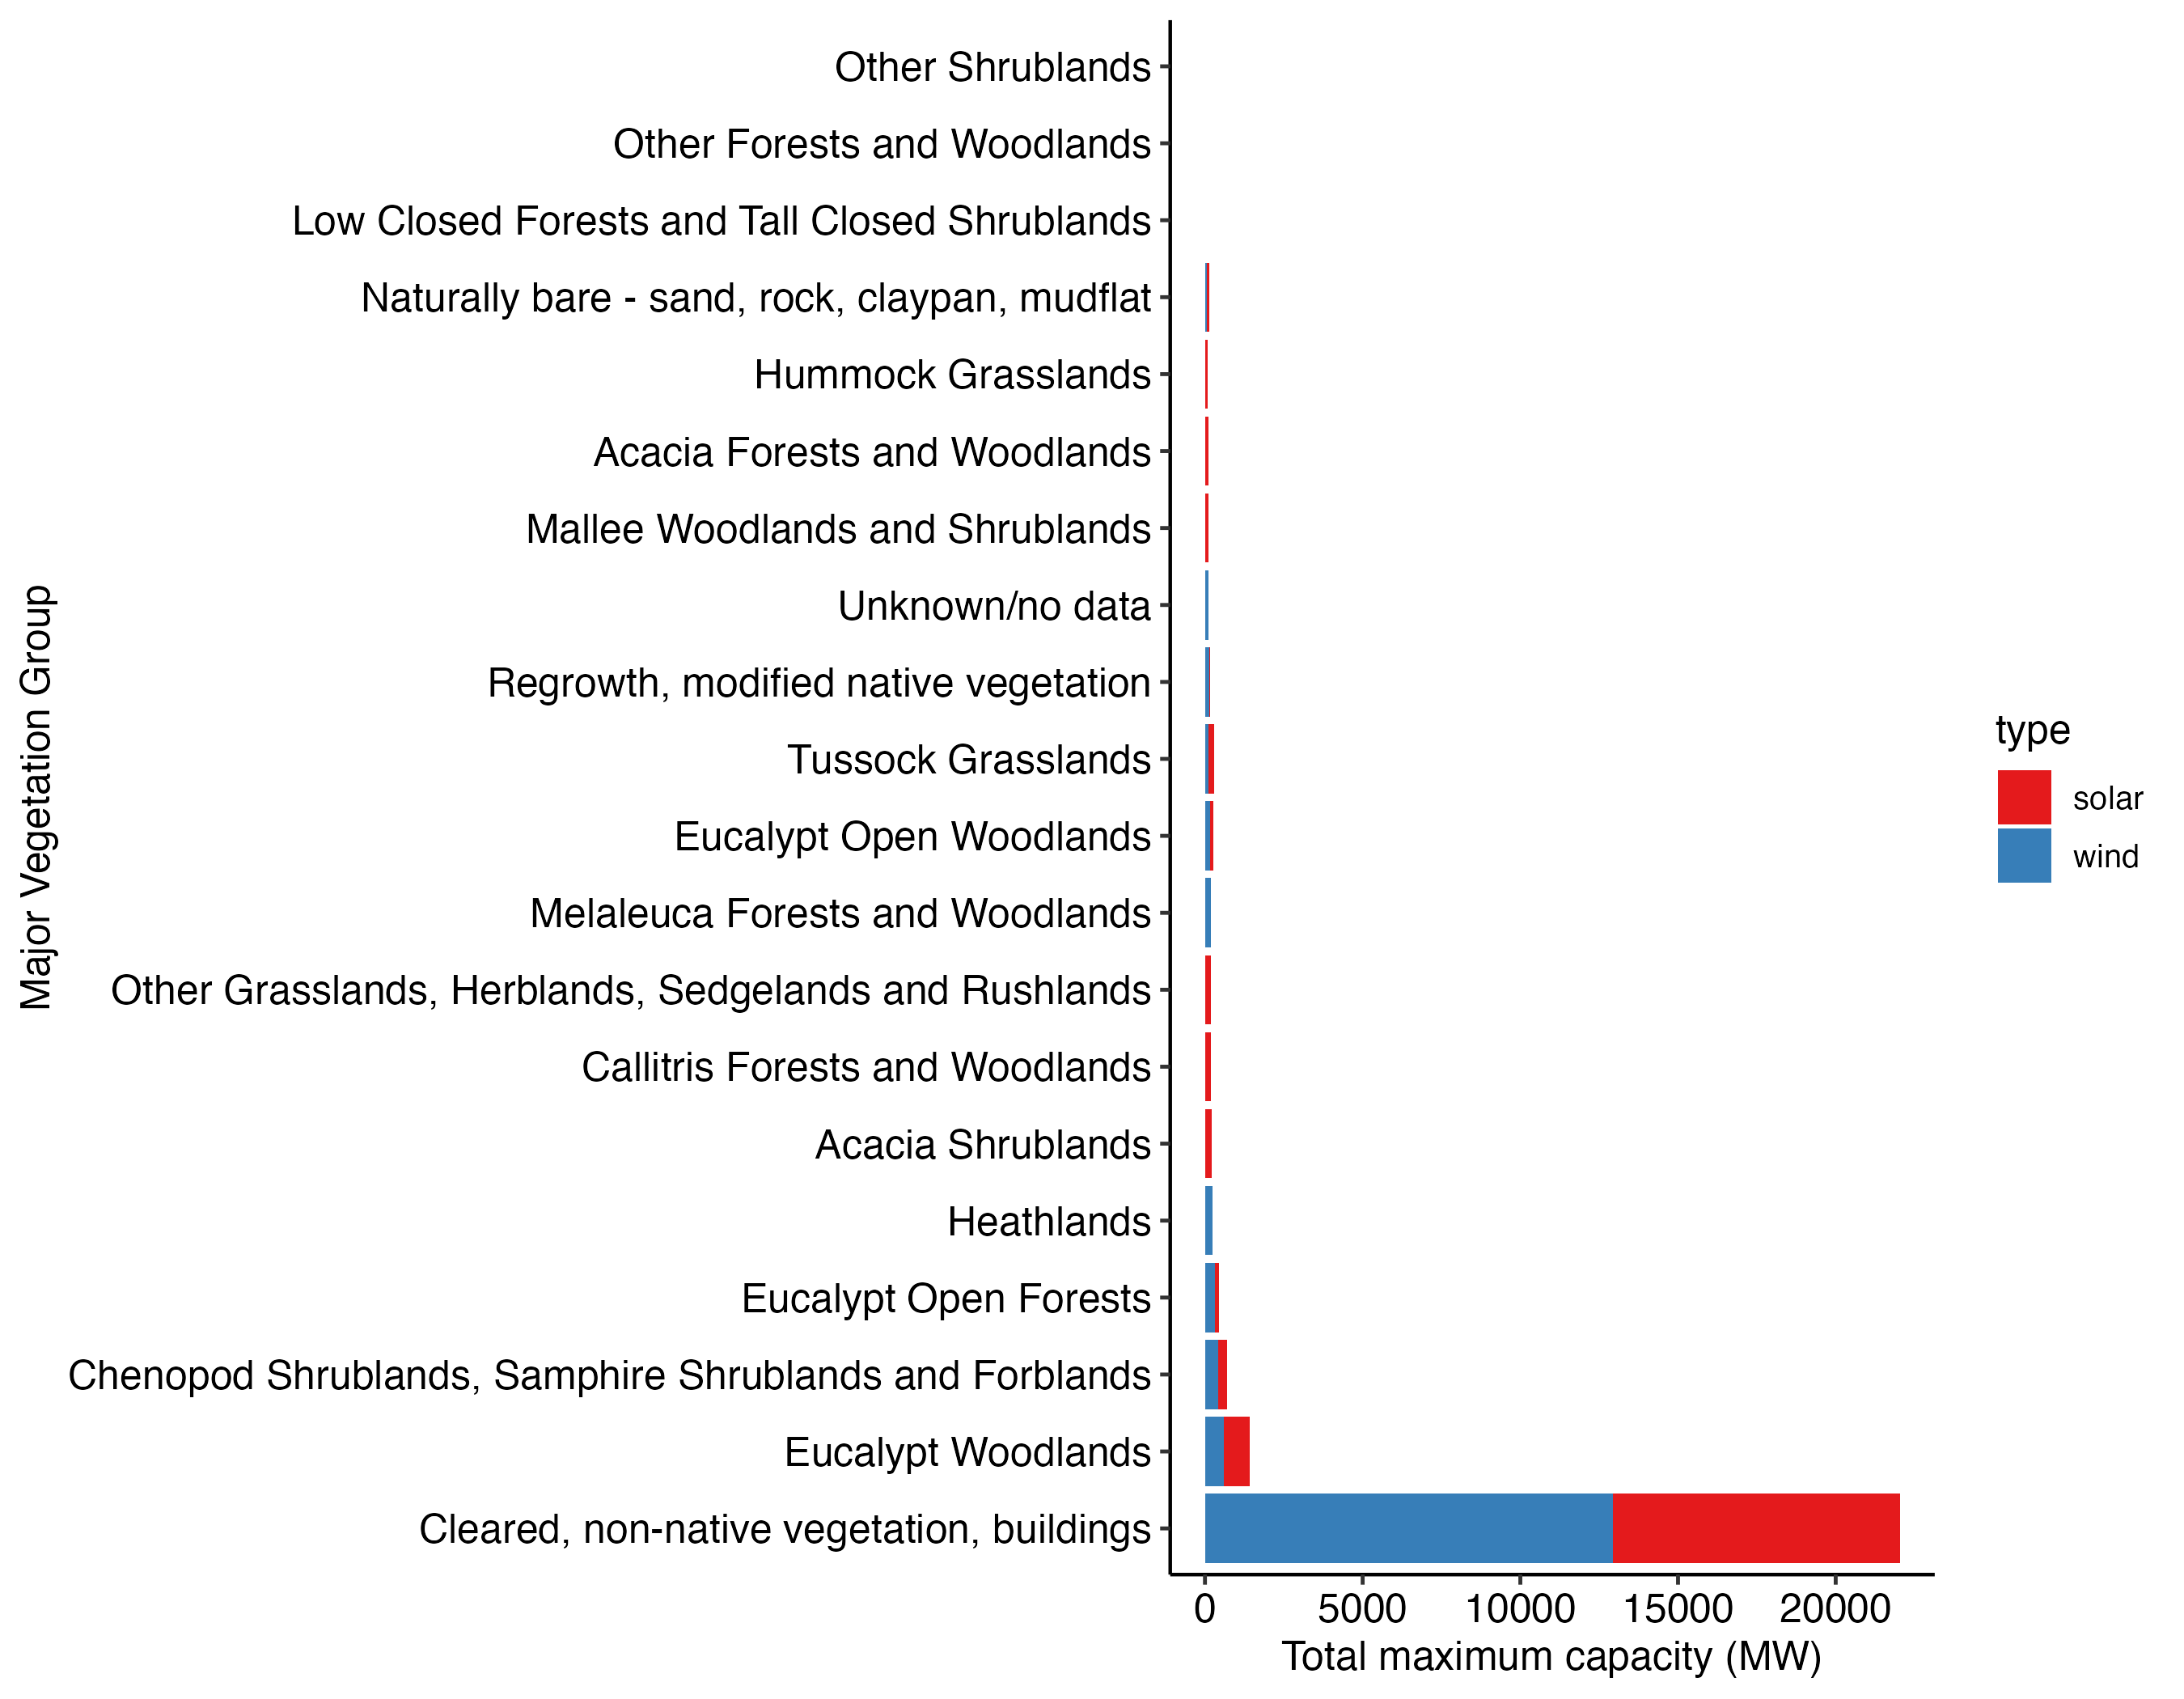 Other Shrublands
Other Forests and Woodlands
Low Closed Forests and Tall Closed Shrublands
Naturally bare - sand, rock, claypan, mudflat
Hummock Grasslands
Acacia Forests and Woodlands
Mallee Woodlands and Shrublands
Unknown/no data
Regrowth, modified native vegetation
Tussock Grasslands
Eucalypt Open Woodlands
Melaleuca Forests and Woodlands
Other Grasslands, Herblands, Sedgelands and Rushlands
Callitris Forests and Woodlands
Acacia Shrublands
Heathlands
Eucalypt Open Forests
Chenopod Shrublands, Samphire Shrublands and Forblands
Eucalypt Woodlands
Cleared, non-native vegetation, buildings
Major Vegetation Group
0 5000 10000 15000 20000
Total maximum capacity (MW)
type
solar
wind